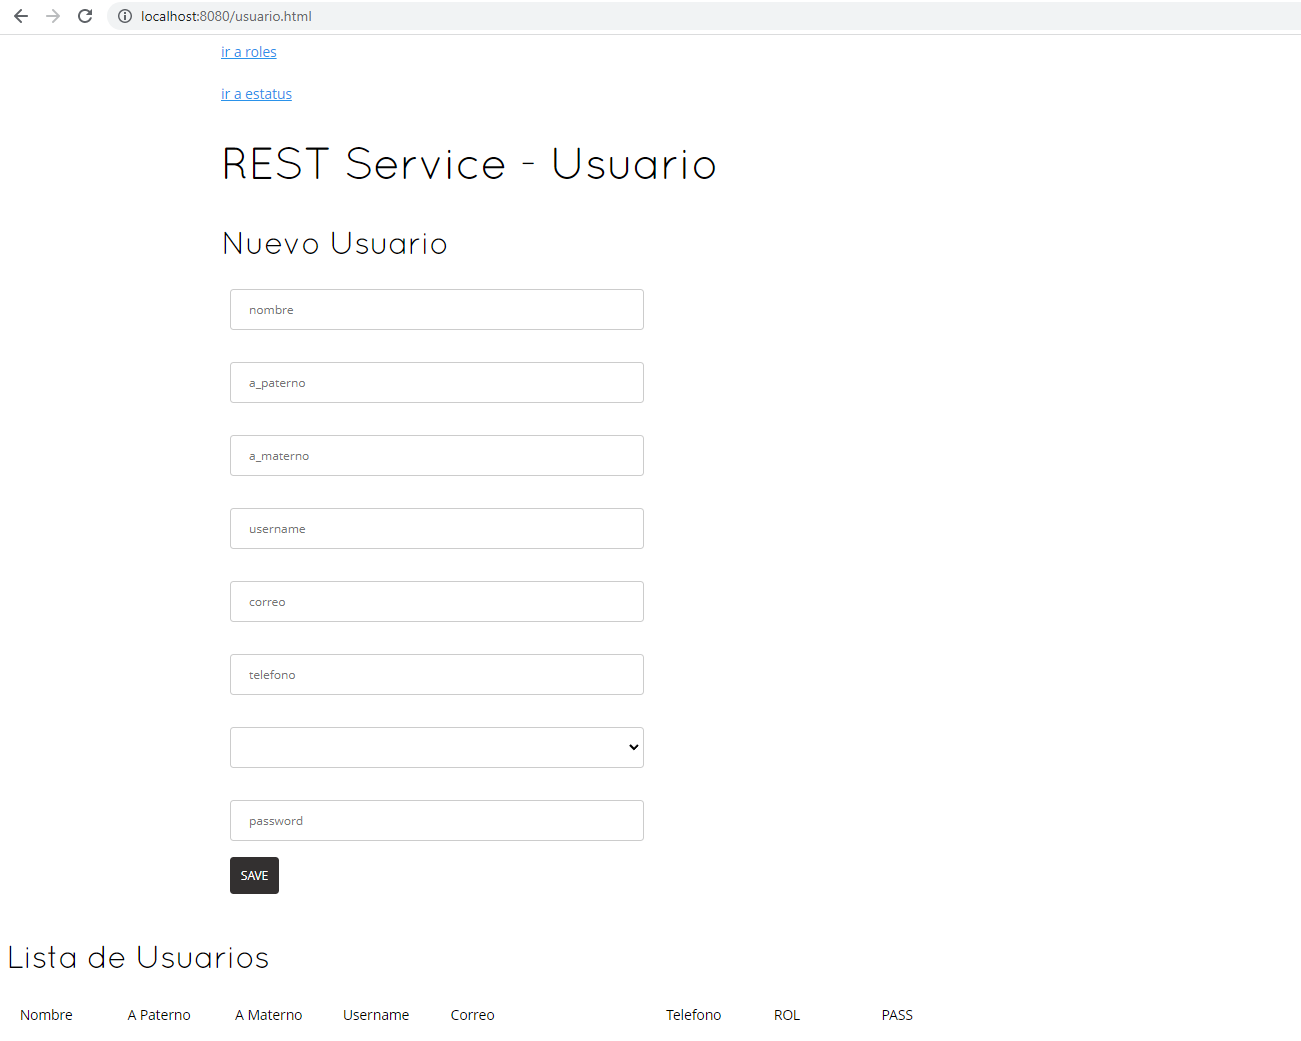 localhost:8080/usuario.html
ir a roles
ir a estatus
REST Service - Usuario
Nuevo Usuario
nombre
a_paterno
a_materno
username
correo
telefono
password
SAVE
Lista de Usuarios
Nombre A Paterno A Materno Username Correo Telefono ROL PASS